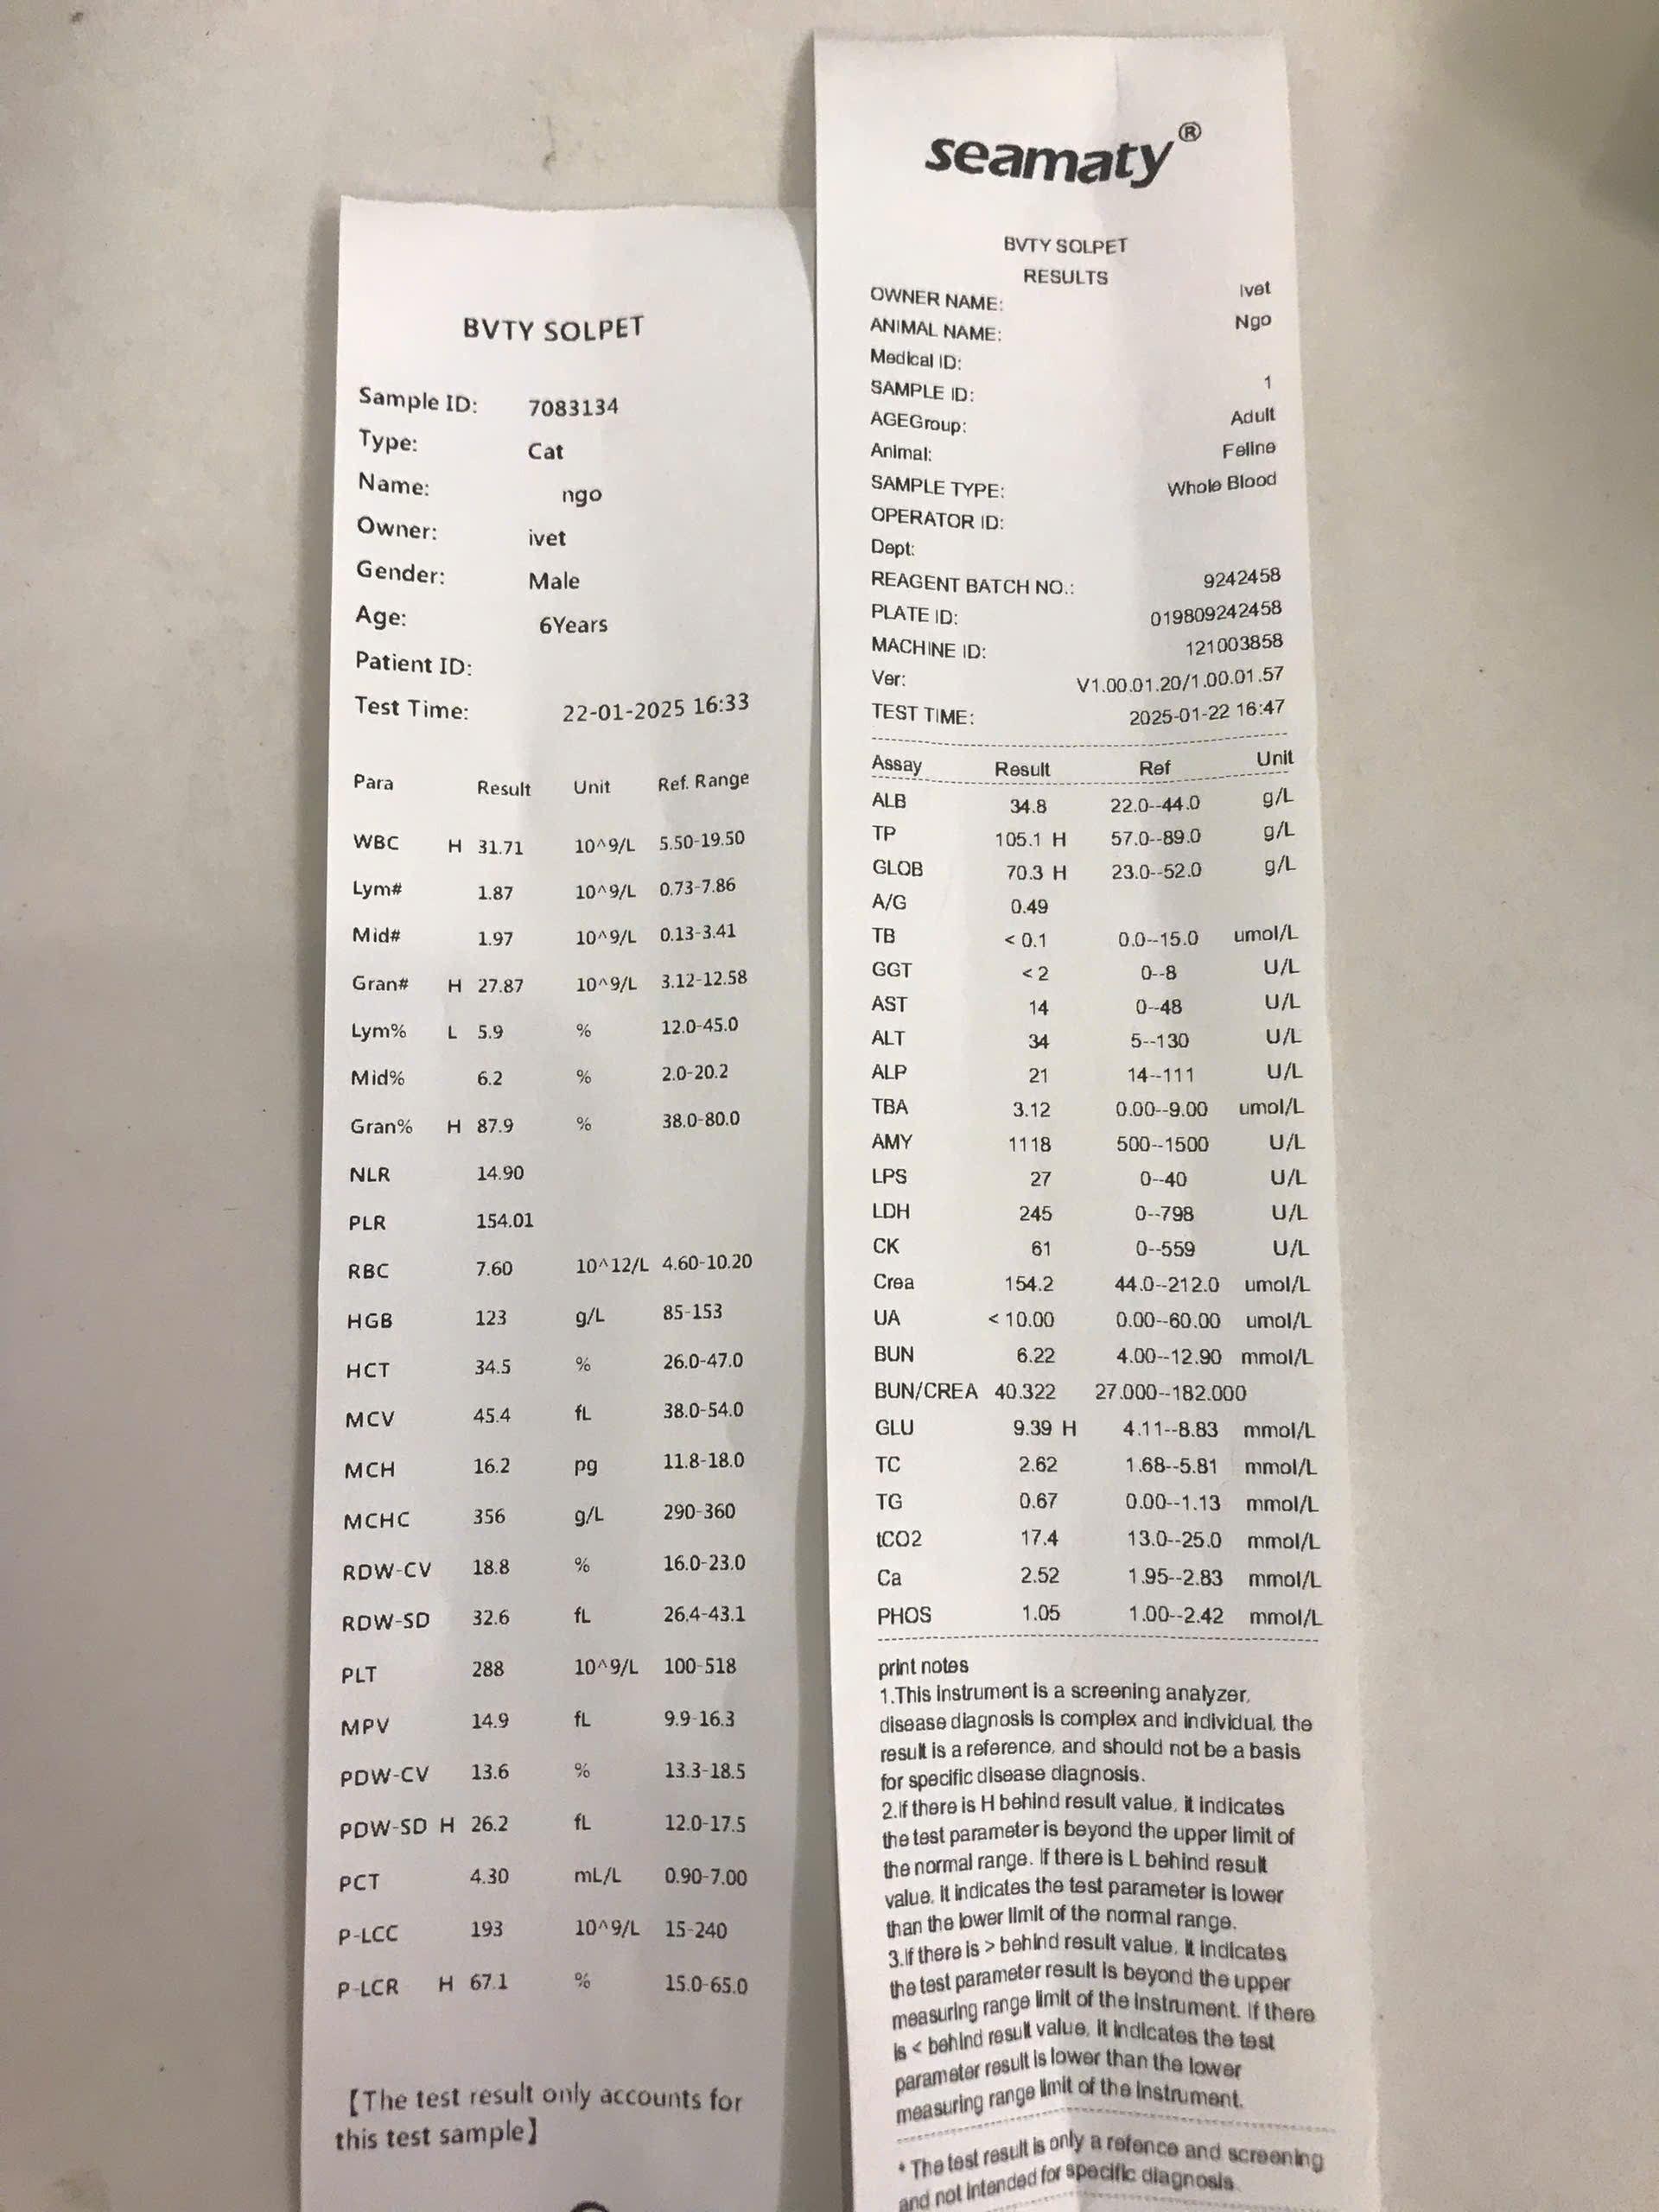 BVTY SOLPET
Sample ID: 7083134
Type: Cat
Name: ngo
Owner: ivet
Gender: Male
Age: 6Years
Patient ID:
Test Time: 22-01-2025 16:33
Para Result Unit Ref. Range
WBC H 31.71 10^9/L 5.50-19.50
Lym# 1.87 10^9/L 0.73-7.86
Mid# 1.97 10^9/L 0.13-3.41
Gran# H 27.87 10^9/L 3.12-12.58
Lym% L 5.9 % 12.0-45.0
Mid% 6.2 % 2.0-20.2
Gran% H 87.9 % 38.0-80.0
NLR 14.90
PLR 154.01
RBC 7.60 10^12/L 4.60-10.20
HGB 123 g/L 85-153
HCT 34.5 % 26.0-47.0
MCV 45.4 fL 38.0-54.0
MCH 16.2 pg 11.8-18.0
MCHC 356 g/L 290-360
RDW-CV 18.8 % 16.0-23.0
RDW-SD 32.6 fL 26.4-43.1
PLT 288 10^9/L 100-518
MPV 14.9 fL 9.9-16.3
PDW-CV 13.6 % 13.3-18.5
PDW-SD H 26.2 fL 12.0-17.5
PCT 4.30 mL/L 0.90-7.00
P-LCC 193 10^9/L 15-240
P-LCR H 67.1 % 15.0-65.0
【The test result only accounts for
this test sample】
seamaty®
BVTY SOLPET
RESULTS
OWNER NAME: Ivet
ANIMAL NAME: Ngo
Medical ID:
SAMPLE ID: 1
AGEGroup: Adult
Animal: Feline
SAMPLE TYPE: Whole Blood
OPERATOR ID:
Dept:
REAGENT BATCH NO.: 9242458
PLATE ID: 019809242458
MACHINE ID: 121003858
Ver: V1.00.01.20/1.00.01.57
TEST TIME: 2025-01-22 16:47
Assay Result Ref Unit
ALB 34.8 22.0--44.0 g/L
TP 105.1 H 57.0--89.0 g/L
GLOB 70.3 H 23.0--52.0 g/L
A/G 0.49
TB < 0.1 0.0--15.0 umol/L
GGT < 2 0--8 U/L
AST 14 0--48 U/L
ALT 34 5--130 U/L
ALP 21 14--111 U/L
TBA 3.12 0.00--9.00 umol/L
AMY 1118 500--1500 U/L
LPS 27 0--40 U/L
LDH 245 0--798 U/L
CK 61 0--559 U/L
Crea 154.2 44.0--212.0 umol/L
UA < 10.00 0.00--60.00 umol/L
BUN 6.22 4.00--12.90 mmol/L
BUN/CREA 40.322 27.000--182.000
GLU 9.39 H 4.11--8.83 mmol/L
TC 2.62 1.68--5.81 mmol/L
TG 0.67 0.00--1.13 mmol/L
tCO2 17.4 13.0--25.0 mmol/L
Ca 2.52 1.95--2.83 mmol/L
PHOS 1.05 1.00--2.42 mmol/L
print notes
1.This instrument is a screening analyzer,
disease diagnosis is complex and individual, the
result is a reference, and should not be a basis
for specific disease diagnosis.
2.If there is H behind result value, it indicates
the test parameter is beyond the upper limit of
the normal range. If there is L behind result
value, it indicates the test parameter is lower
than the lower limit of the normal range.
3.If there is > behind result value, it indicates
the test parameter result is beyond the upper
measuring range limit of the instrument. If there
is < behind result value, it indicates the test
parameter result is lower than the lower
measuring range limit of the instrument.
* The test result is only a refence and screening
and not intended for specific diagnosis.